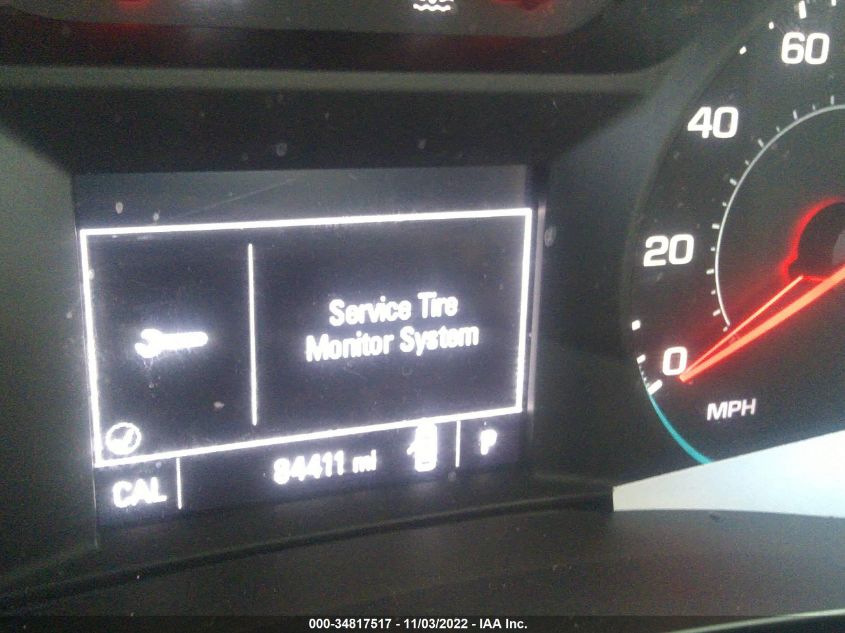 60
40
20
0
MPH
Service Tire
Monitor System
CAL
84411 mi
P
000-34817517 - 11/03/2022 - IAA Inc.